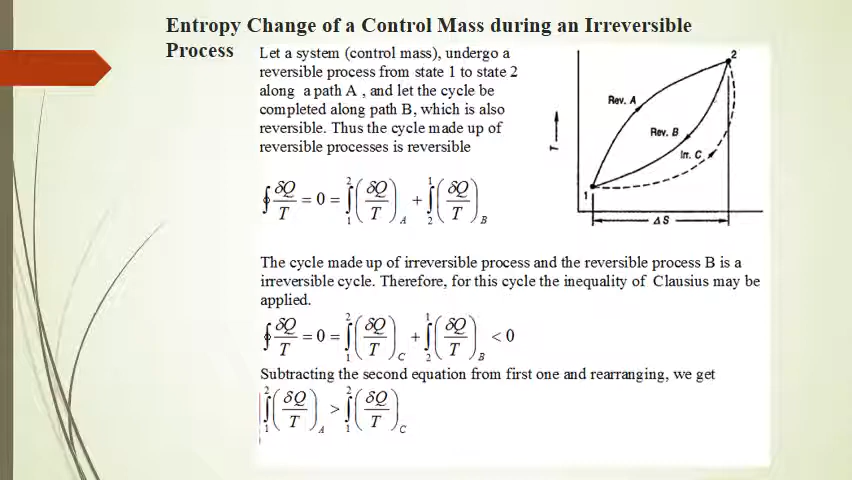 Entropy Change of a Control Mass during an Irreversible
Process
Let a system (control mass), undergo a
reversible process from state 1 to state 2
along a path A , and let the cycle be
completed along path B, which is also
reversible. Thus the cycle made up of
reversible processes is reversible
∮ δQ/T = 0 = ∫₁² (δQ/T)_A + ∫₂¹ (δQ/T)_B
2
Rev. A
Rev. B
Irr. C
T
1
ΔS
The cycle made up of irreversible process and the reversible process B is a
irreversible cycle. Therefore, for this cycle the inequality of Clausius may be
applied.
∮ δQ/T = 0 = ∫₁² (δQ/T)_C + ∫₂¹ (δQ/T)_B < 0
Subtracting the second equation from first one and rearranging, we get
∫₁² (δQ/T)_A > ∫₁² (δQ/T)_C